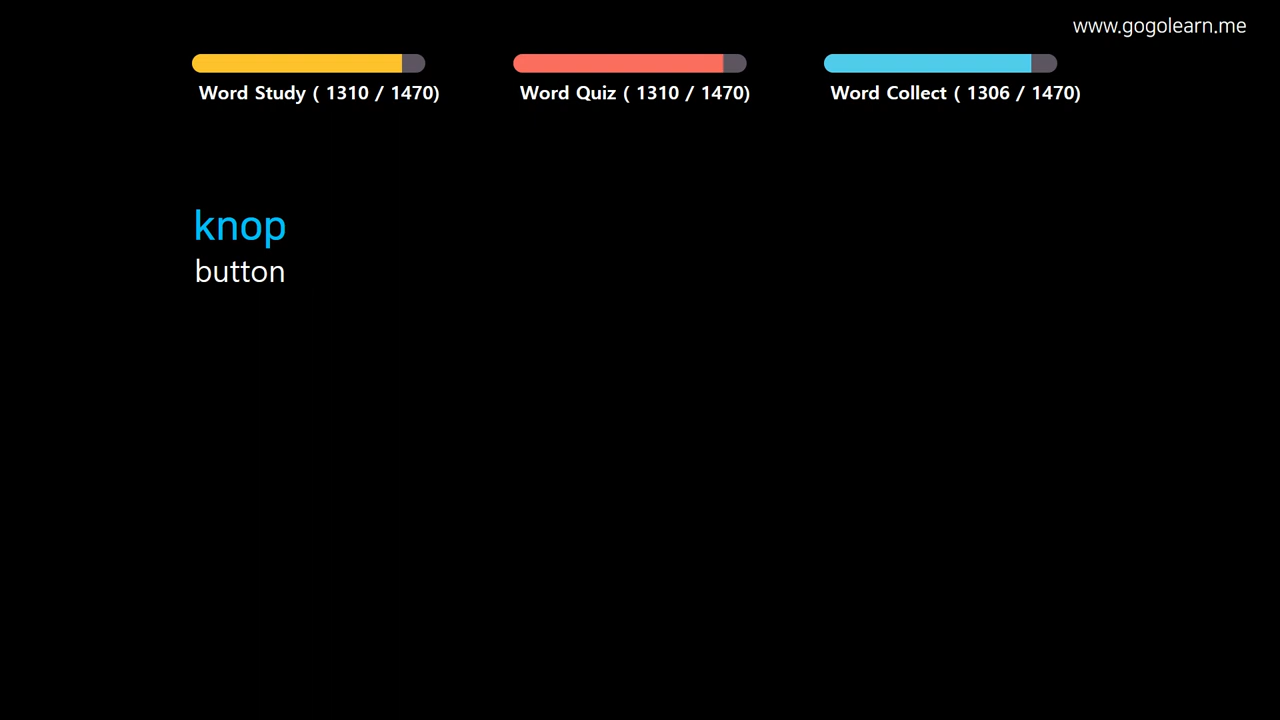 www.gogolearn.me
Word Study ( 1310 / 1470)
Word Quiz ( 1310 / 1470)
Word Collect ( 1306 / 1470)
knop
button